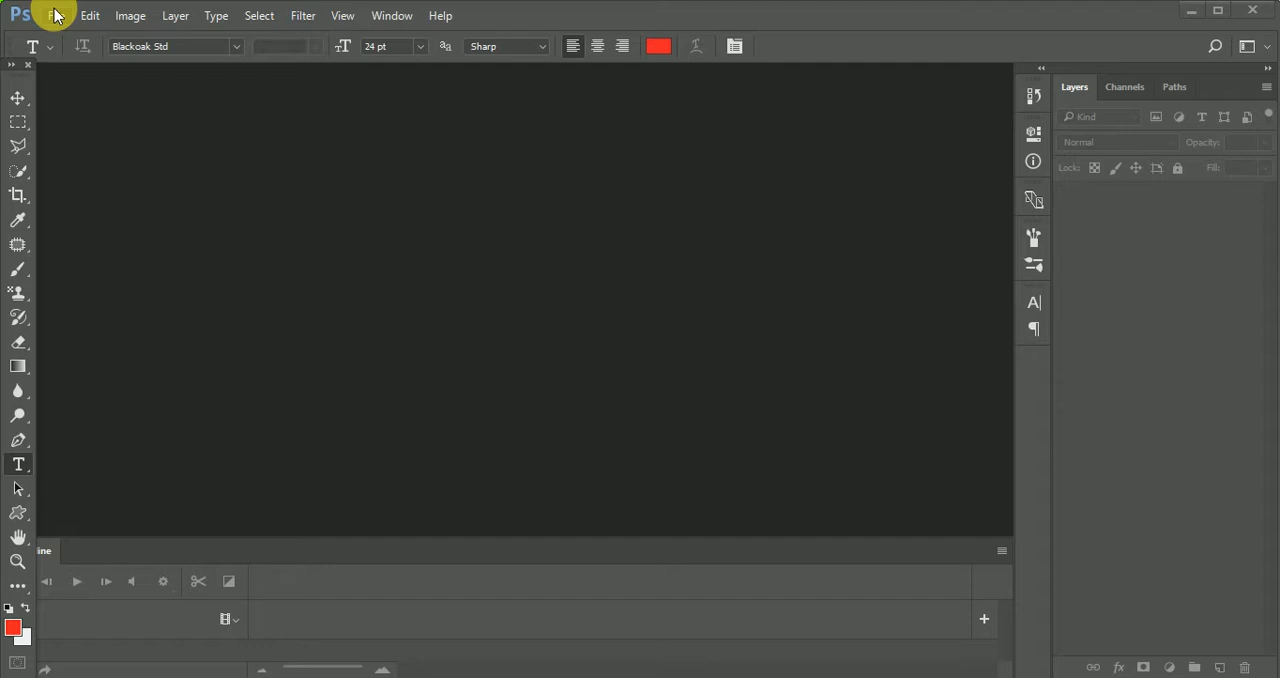 Ps Edit Image Layer Type Select Filter View Window Help
T Blackoak Std 24 pt aa Sharp
Layers Channels Paths
Kind
Normal Opacity:
Lock: Fill:
A
T
ine